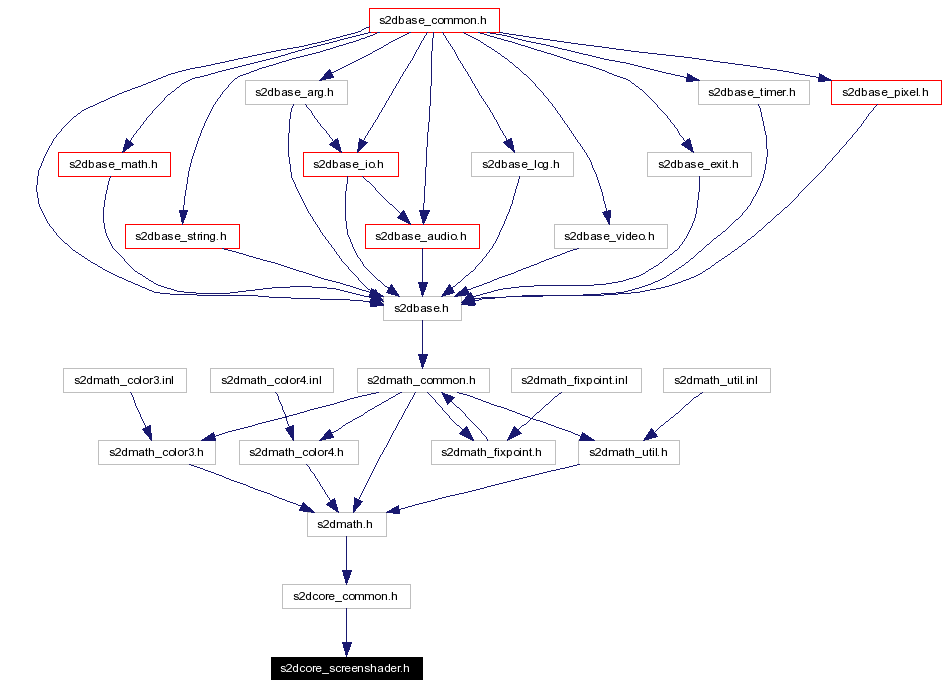 s2dbase_common.h
s2dbase_arg.h
s2dbase_timer.h
s2dbase_pixel.h
s2dbase_math.h
s2dbase_io.h
s2dbase_log.h
s2dbase_exit.h
s2dbase_string.h
s2dbase_audio.h
s2dbase_video.h
s2dbase.h
s2dmath_color3.inl
s2dmath_color4.inl
s2dmath_common.h
s2dmath_fixpoint.inl
s2dmath_util.inl
s2dmath_color3.h
s2dmath_color4.h
s2dmath_fixpoint.h
s2dmath_util.h
s2dmath.h
s2dcore_common.h
s2dcore_screenshader.h